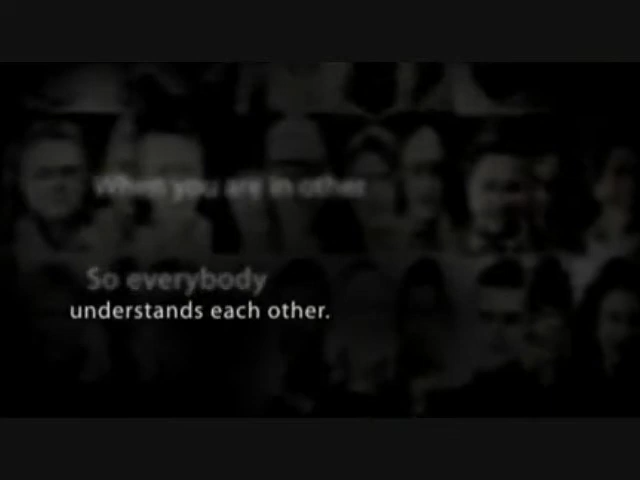 When you are in other
So everybody
understands each other.